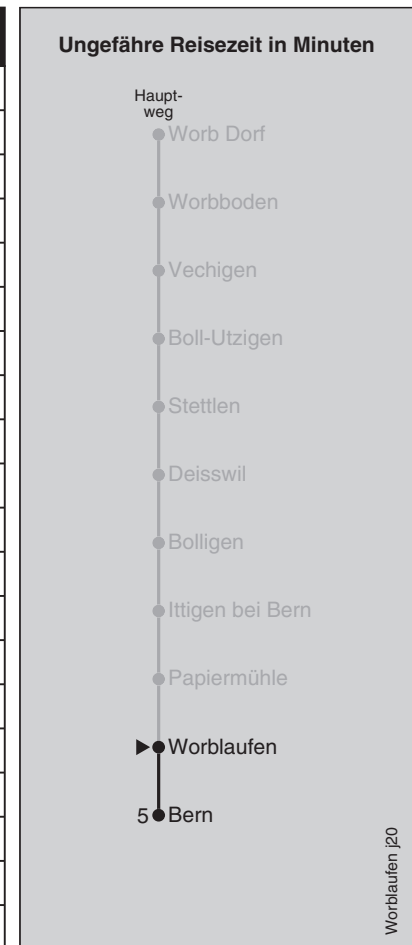 Ungefähre Reisezeit in Minuten
Haupt-
weg
Worb Dorf
Worbboden
Vechigen
Boll-Utzigen
Stettlen
Deisswil
Bolligen
Ittigen bei Bern
Papiermühle
Worblaufen
5 Bern
Worblaufen j20